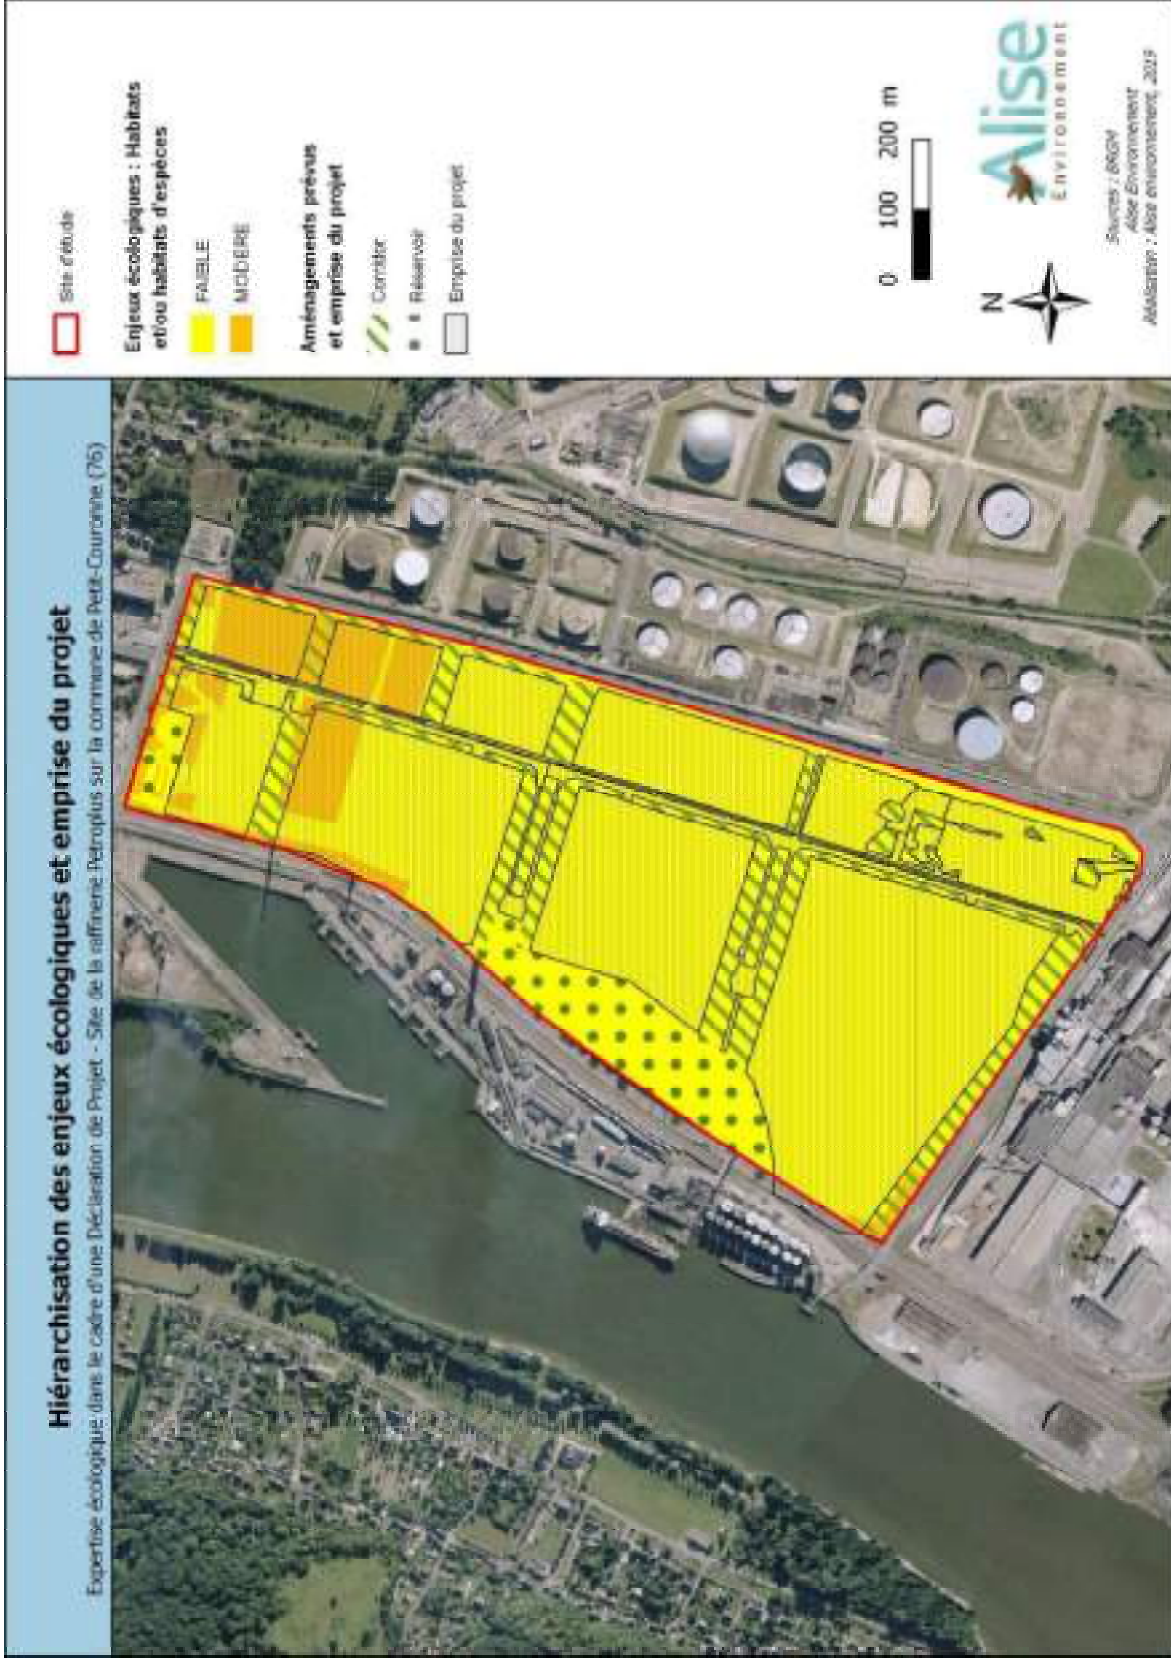 Hiérarchisation des enjeux écologiques et emprise du projet
Expertise écologique dans le cadre d'une Déclaration de Projet - Site de la raffinerie Petroplus sur la commune de Petit-Couronne (76)
Site d'étude
Enjeux écologiques : Habitats
et/ou habitats d'espèces
FAIBLE
MODERE
Aménagements prévus
et emprise du projet
Corridor
Réservoir
Emprise du projet
0 100 200 m
N
Alise
Environnement
Sources : BRGM
Alise Environnement
Réalisation : Alise environnement, 2019